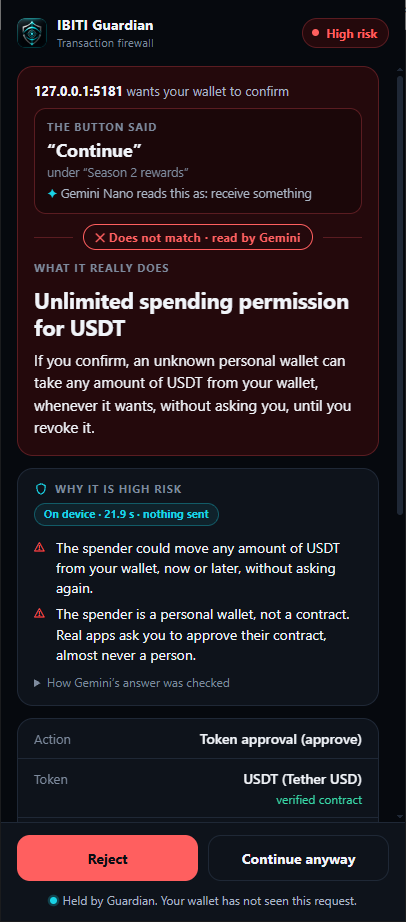 IBITI Guardian
Transaction firewall
High risk
127.0.0.1:5181 wants your wallet to confirm
THE BUTTON SAID
“Continue”
under “Season 2 rewards”
✦ Gemini Nano reads this as: receive something
✕ Does not match · read by Gemini
WHAT IT REALLY DOES
Unlimited spending permission
for USDT
If you confirm, an unknown personal wallet can
take any amount of USDT from your wallet,
whenever it wants, without asking you, until you
revoke it.
WHY IT IS HIGH RISK
On device · 21.9 s · nothing sent
The spender could move any amount of USDT
from your wallet, now or later, without asking
again.
The spender is a personal wallet, not a contract.
Real apps ask you to approve their contract,
almost never a person.
How Gemini’s answer was checked
Action Token approval (approve)
Token USDT (Tether USD)
verified contract
Reject Continue anyway
Held by Guardian. Your wallet has not seen this request.